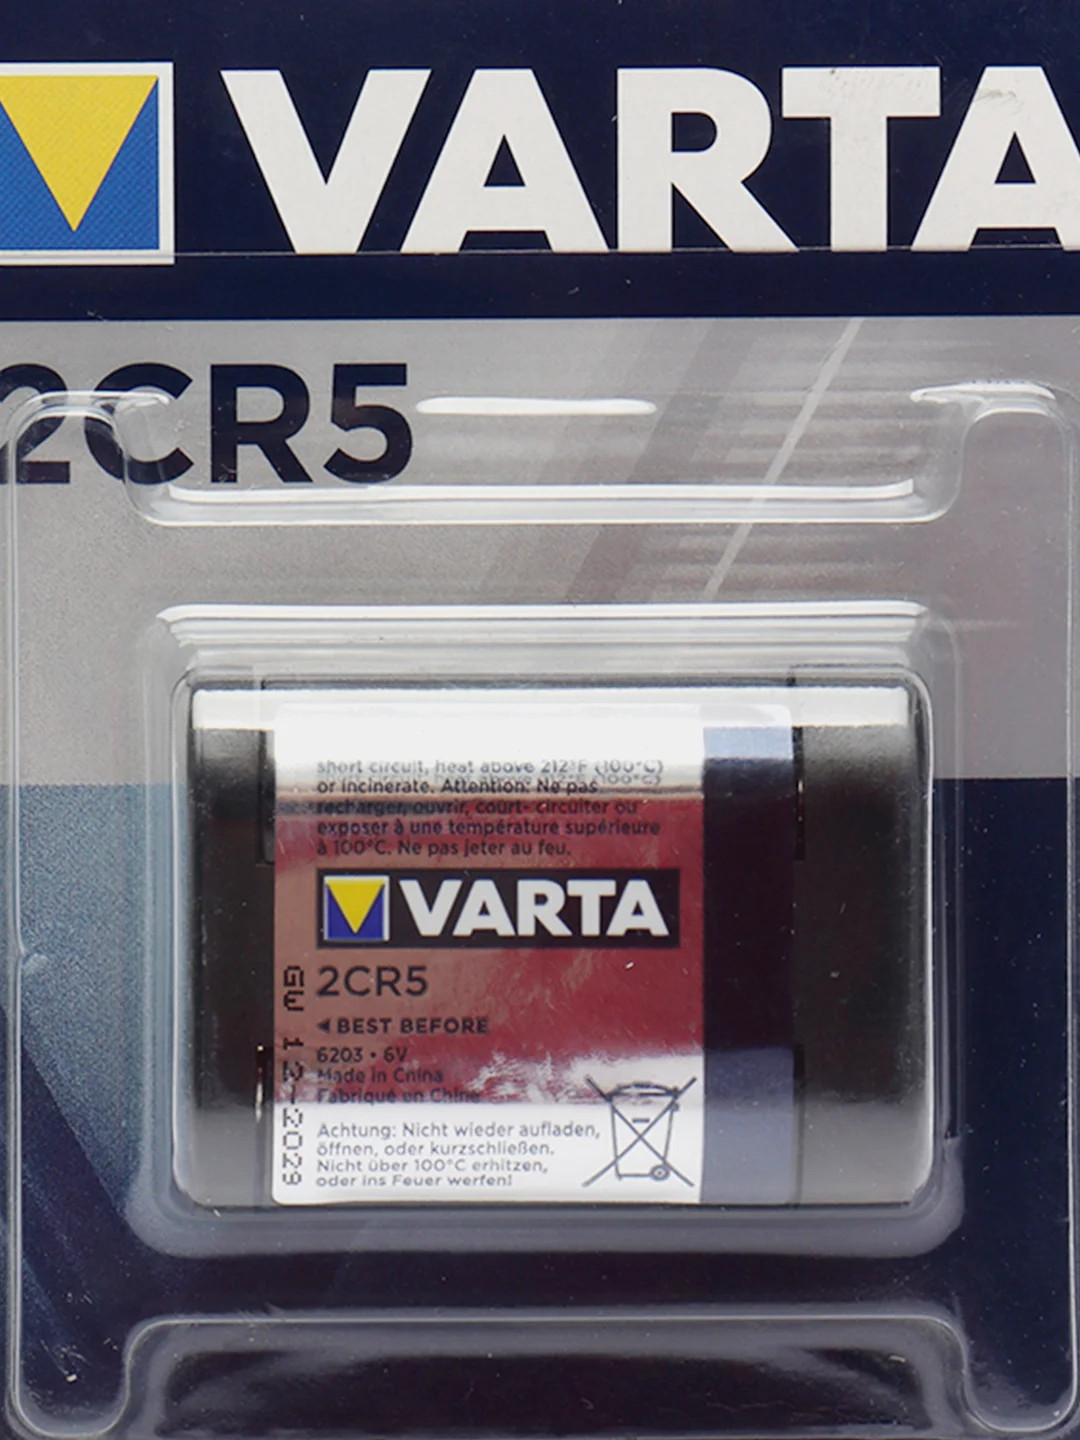 VARTA
2CR5
short circuit, heat above 212°F (100°C)
or incinerate. Attention: Ne pas
recharger, ouvrir, court- circuiter ou
exposer à une température supérieure
à 100°C. Ne pas jeter au feu.
VARTA
2CR5
◄ BEST BEFORE
6203 • 6V
Made in China
Fabriqué en Chine
Achtung: Nicht wieder aufladen,
öffnen, oder kurzschließen.
Nicht über 100°C erhitzen,
oder ins Feuer werfen!
GW 12-2029